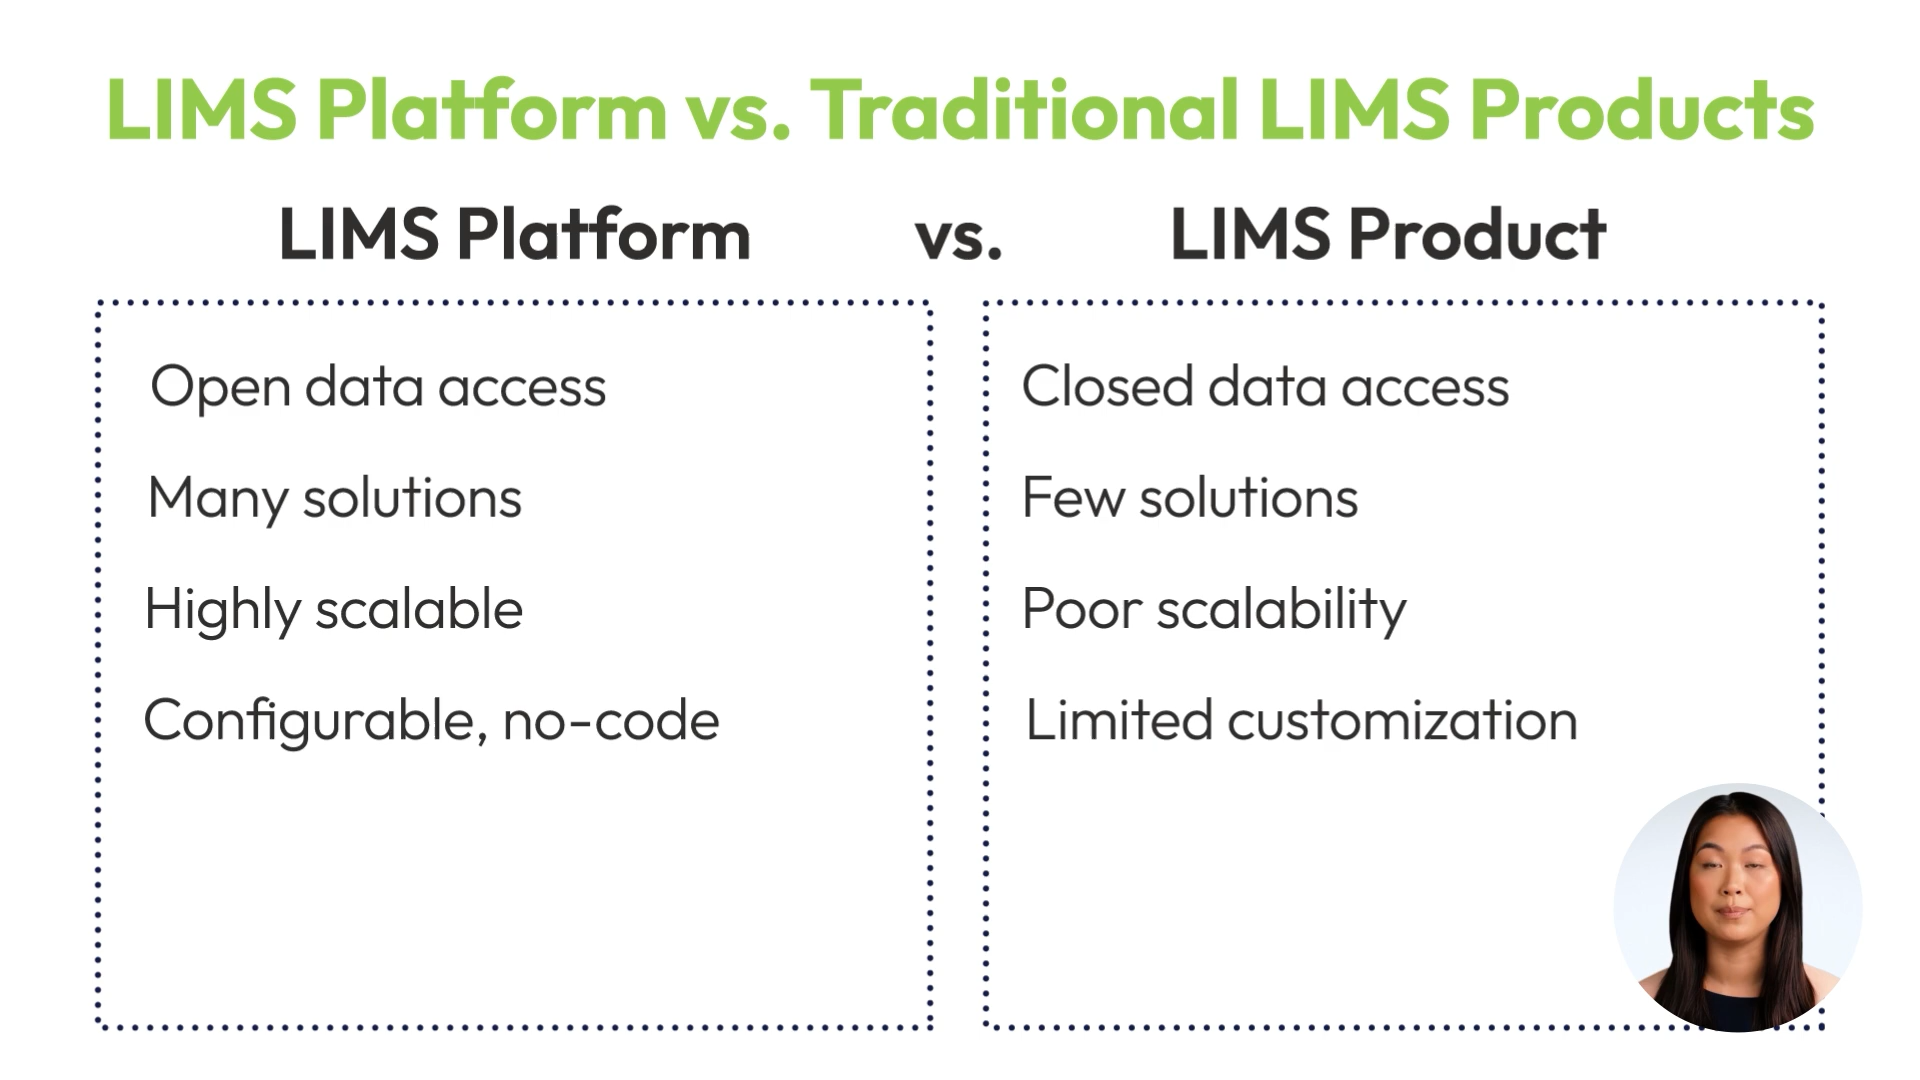 LIMS Platform vs. Traditional LIMS Products
LIMS Platform vs. LIMS Product
Open data access
Many solutions
Highly scalable
Configurable, no-code
Closed data access
Few solutions
Poor scalability
Limited customization